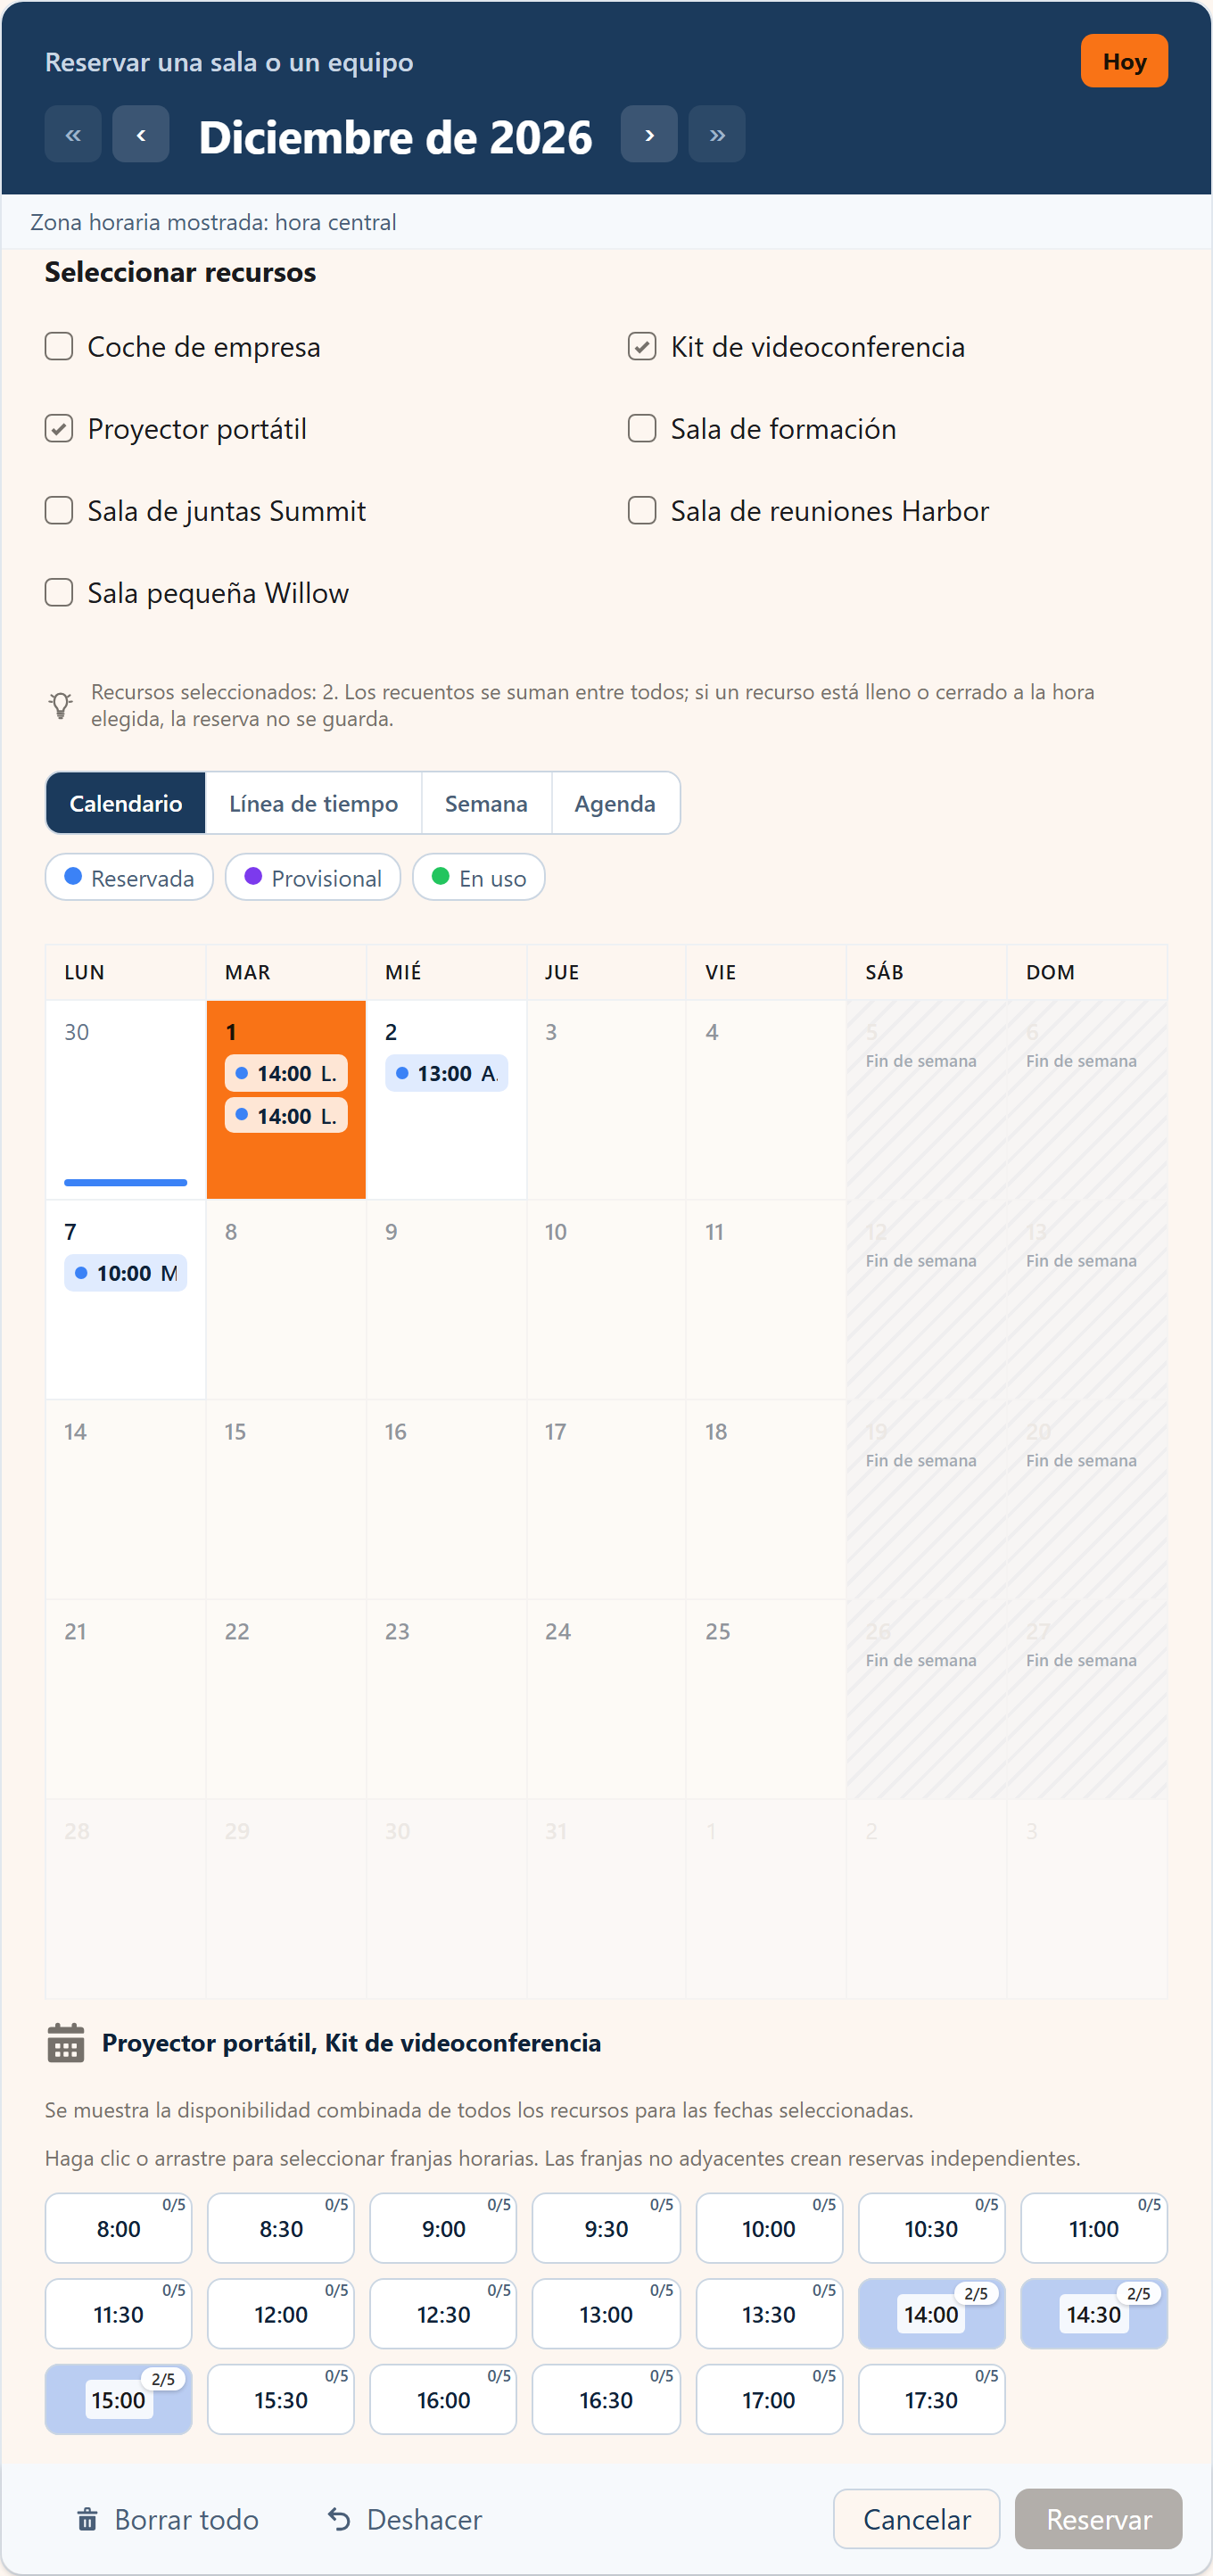 Reservar una sala o un equipo
Hoy
« ‹ Diciembre de 2026 › »
Zona horaria mostrada: hora central
Seleccionar recursos
Coche de empresa
Kit de videoconferencia
Proyector portátil
Sala de formación
Sala de juntas Summit
Sala de reuniones Harbor
Sala pequeña Willow
Recursos seleccionados: 2. Los recuentos se suman entre todos; si un recurso está lleno o cerrado a la hora
elegida, la reserva no se guarda.
Calendario Línea de tiempo Semana Agenda
Reservada Provisional En uso
LUN MAR MIÉ JUE VIE SÁB DOM
30 1 2 3 4 5 6
Fin de semana Fin de semana
14:00 L. 13:00 A.
14:00 L.
7 8 9 10 11 12 13
Fin de semana Fin de semana
10:00 M
14 15 16 17 18 19 20
Fin de semana Fin de semana
21 22 23 24 25 26 27
Fin de semana Fin de semana
28 29 30 31 1 2 3
Proyector portátil, Kit de videoconferencia
Se muestra la disponibilidad combinada de todos los recursos para las fechas seleccionadas.
Haga clic o arrastre para seleccionar franjas horarias. Las franjas no adyacentes crean reservas independientes.
0/5 0/5 0/5 0/5 0/5 0/5 0/5
8:00 8:30 9:00 9:30 10:00 10:30 11:00
0/5 0/5 0/5 0/5 0/5 2/5 2/5
11:30 12:00 12:30 13:00 13:30 14:00 14:30
2/5 0/5 0/5 0/5 0/5 0/5
15:00 15:30 16:00 16:30 17:00 17:30
Borrar todo Deshacer Cancelar Reservar